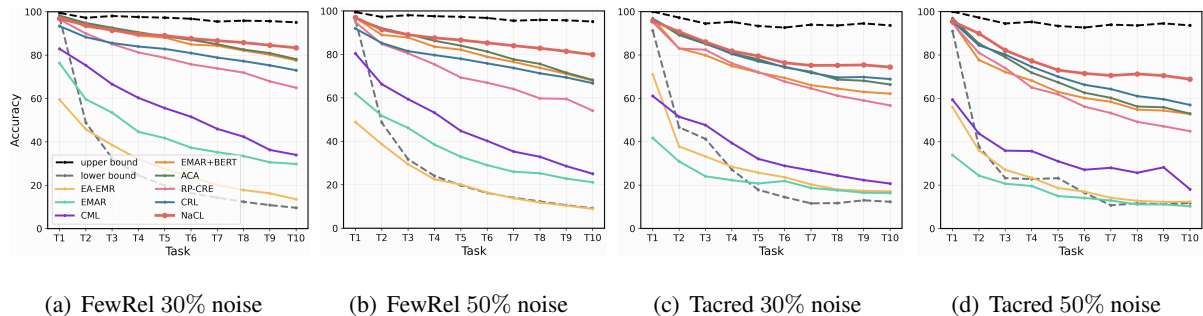 Accuracy
100
80
60
40
20
0
T1 T2 T3 T4 T5 T6 T7 T8 T9 T10
Task
upper bound
lower bound
EA-EMR
EMAR
CML
EMAR+BERT
ACA
RP-CRE
CRL
NaCL
100
80
60
40
20
0
T1 T2 T3 T4 T5 T6 T7 T8 T9 T10
Task
100
80
60
40
20
0
T1 T2 T3 T4 T5 T6 T7 T8 T9 T10
Task
100
80
60
40
20
0
T1 T2 T3 T4 T5 T6 T7 T8 T9 T10
Task
(a) FewRel 30% noise
(b) FewRel 50% noise
(c) Tacred 30% noise
(d) Tacred 50% noise